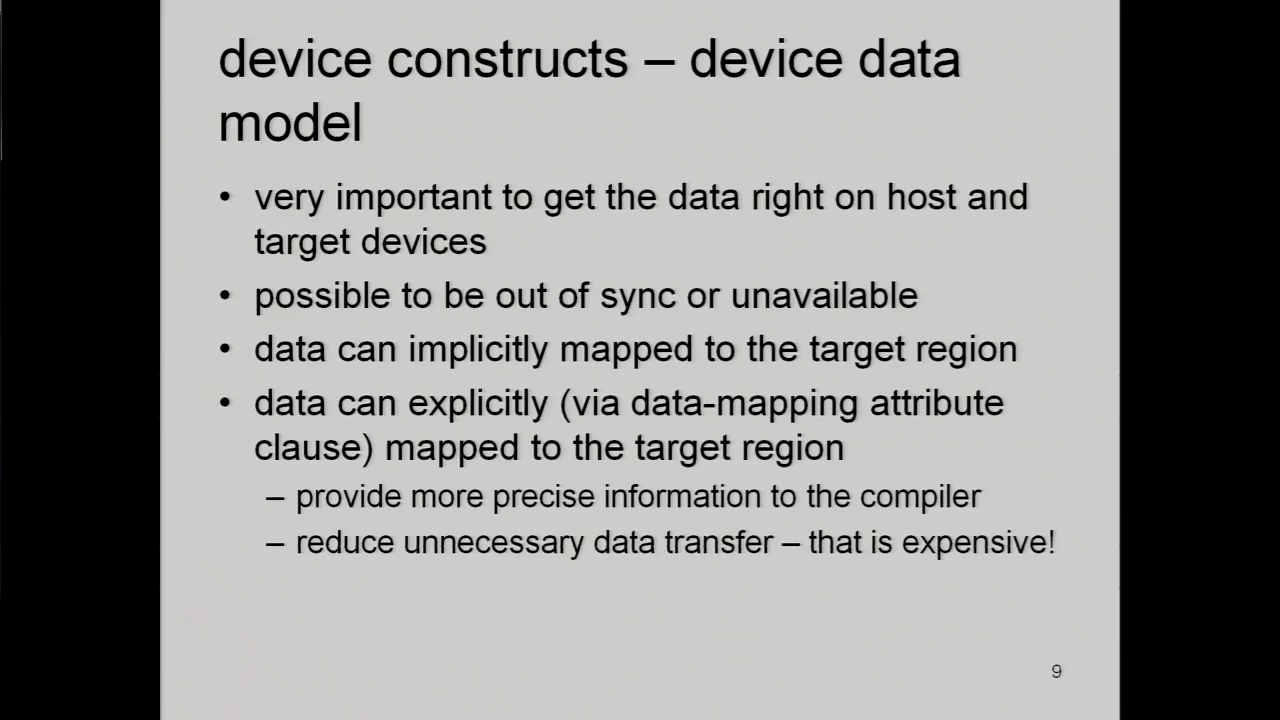 device constructs – device data
model
• very important to get the data right on host and
target devices
• possible to be out of sync or unavailable
• data can implicitly mapped to the target region
• data can explicitly (via data-mapping attribute
clause) mapped to the target region
– provide more precise information to the compiler
– reduce unnecessary data transfer – that is expensive!
9